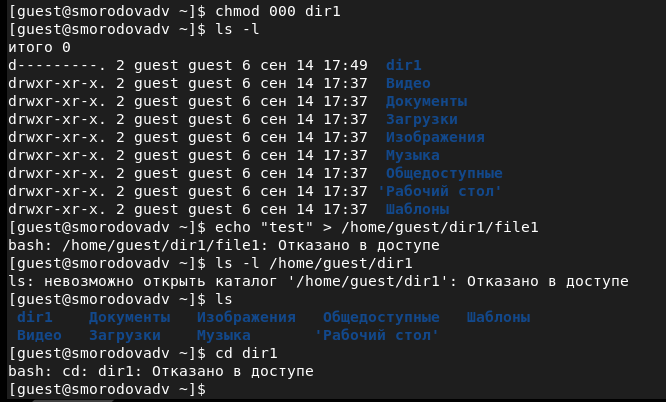 [guest@smorodovadv ~]$ chmod 000 dir1
[guest@smorodovadv ~]$ ls -l
итого 0
d---------. 2 guest guest 6 сен 14 17:49  dir1
drwxr-xr-x. 2 guest guest 6 сен 14 17:37  Видео
drwxr-xr-x. 2 guest guest 6 сен 14 17:37  Документы
drwxr-xr-x. 2 guest guest 6 сен 14 17:37  Загрузки
drwxr-xr-x. 2 guest guest 6 сен 14 17:37  Изображения
drwxr-xr-x. 2 guest guest 6 сен 14 17:37  Музыка
drwxr-xr-x. 2 guest guest 6 сен 14 17:37  Общедоступные
drwxr-xr-x. 2 guest guest 6 сен 14 17:37 'Рабочий стол'
drwxr-xr-x. 2 guest guest 6 сен 14 17:37  Шаблоны
[guest@smorodovadv ~]$ echo "test" > /home/guest/dir1/file1
bash: /home/guest/dir1/file1: Отказано в доступе
[guest@smorodovadv ~]$ ls -l /home/guest/dir1
ls: невозможно открыть каталог '/home/guest/dir1': Отказано в доступе
[guest@smorodovadv ~]$ ls
 dir1    Документы   Изображения   Общедоступные   Шаблоны
 Видео   Загрузки    Музыка       'Рабочий стол'
[guest@smorodovadv ~]$ cd dir1
bash: cd: dir1: Отказано в доступе
[guest@smorodovadv ~]$